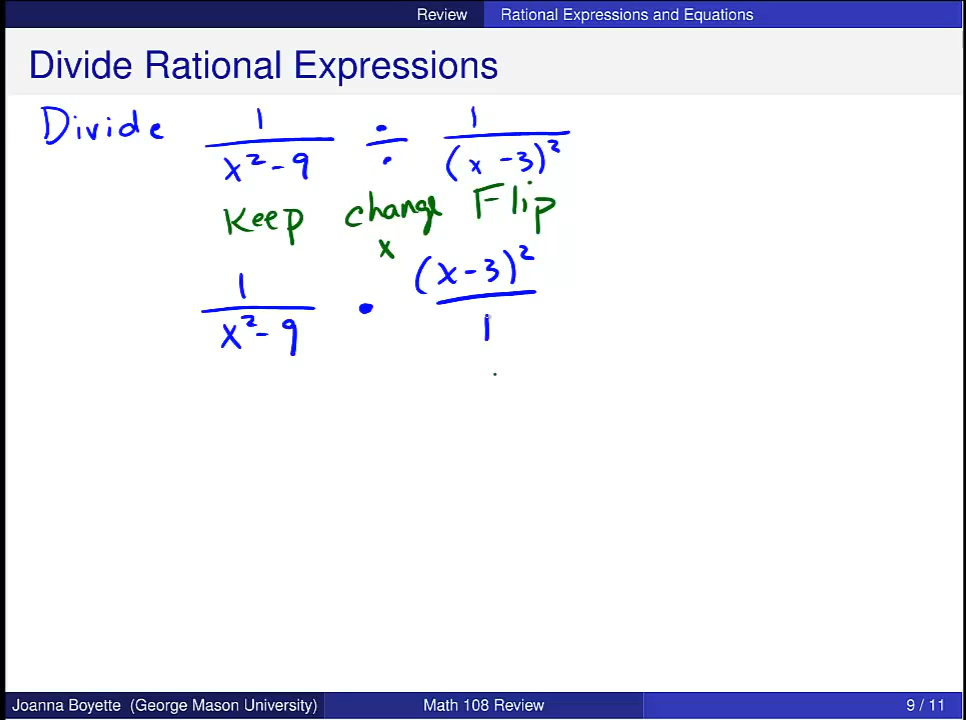 Review Rational Expressions and Equations
Divide Rational Expressions
Divide 1/(x² - 9) ÷ 1/(x - 3)²
Keep change Flip
x
1/(x² - 9) · (x - 3)²/1
Joanna Boyette (George Mason University) Math 108 Review 9 / 11